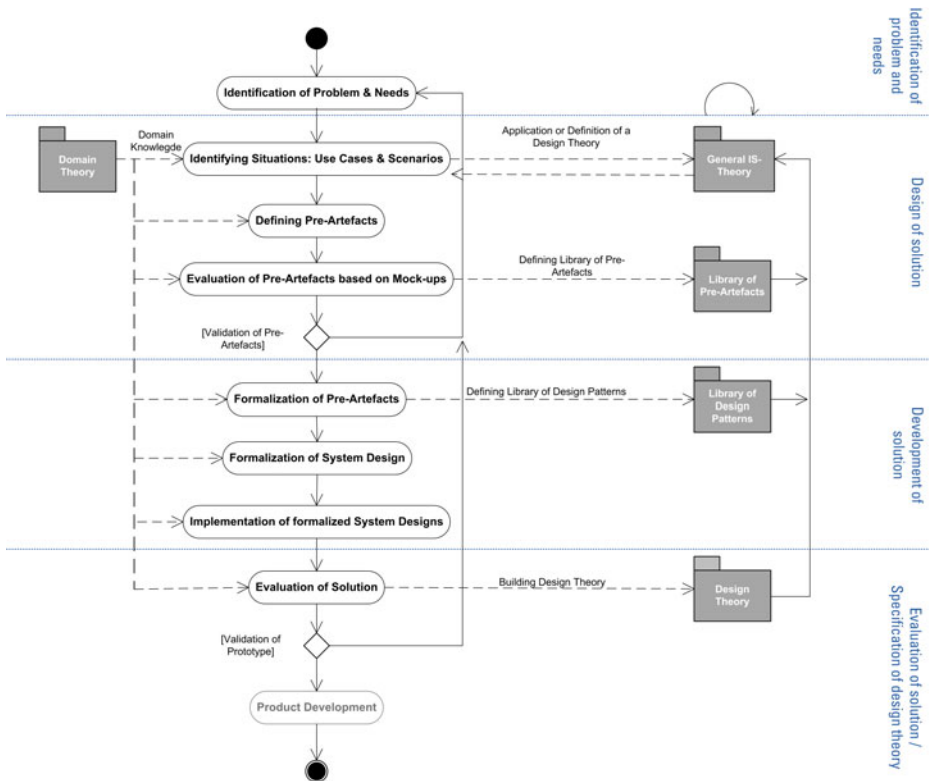 Identification of
problem and
needs
Identification of Problem & Needs
Domain
Knowlegde
Application or Definition of a
Design Theory
Domain
Theory
Identifying Situations: Use Cases & Scenarios
General IS-
Theory
Design of solution
Defining Pre-Artefacts
Defining Library of Pre-
Artefacts
Evaluation of Pre-Artefacts based on Mock-ups
Library of
Pre-Artefacts
[Validation of Pre-
Artefacts]
Formalization of Pre-Artefacts
Defining Library of Design Patterns
Library of
Design
Patterns
Development of
solution
Formalization of System Design
Implementation of formalized System Designs
Evaluation of Solution
Building Design Theory
Design
Theory
Evaluation of solution /
Specification of design theory
[Validation of
Prototype]
Product Development